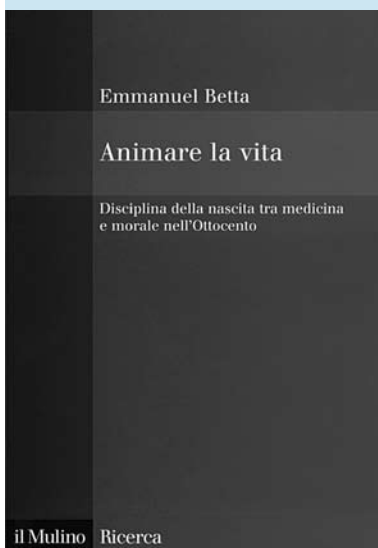 Emmanuel Betta
Animare la vita
Disciplina della nascita tra medicina
e morale nell'Ottocento
il Mulino Ricerca